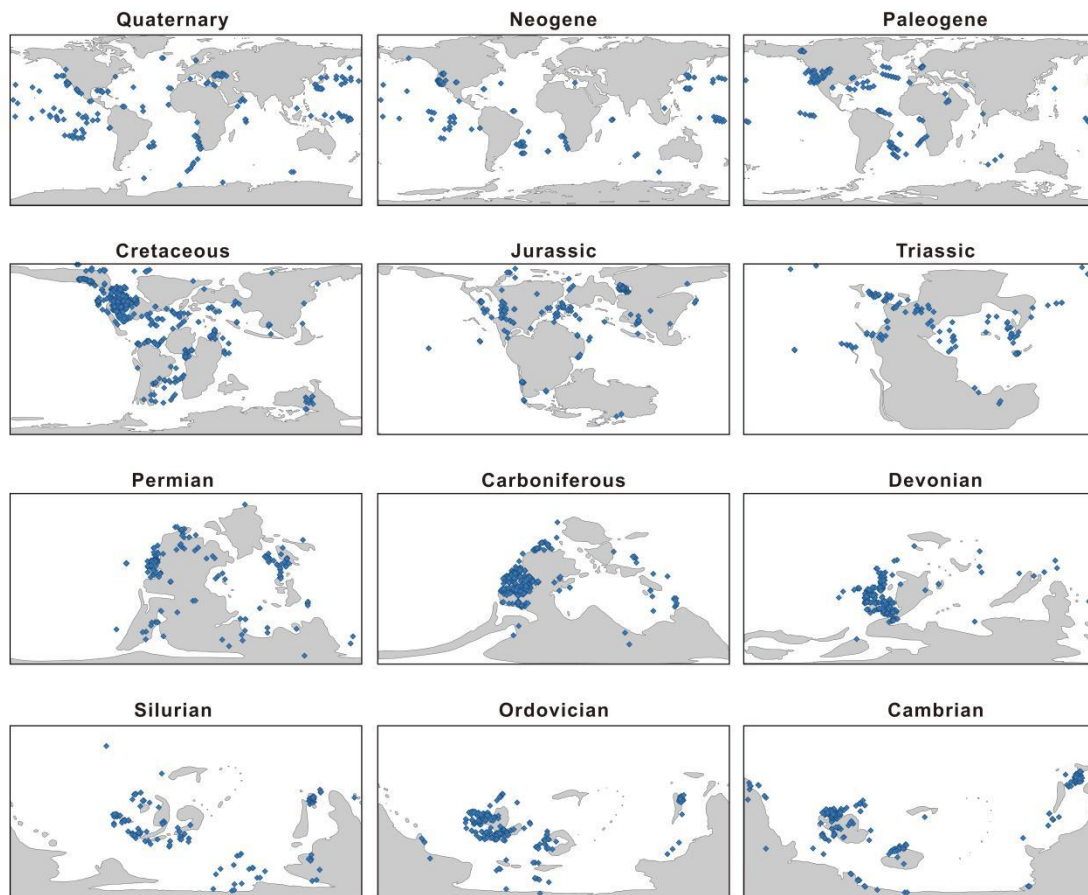 Quaternary
Neogene
Paleogene
Cretaceous
Jurassic
Triassic
Permian
Carboniferous
Devonian
Silurian
Ordovician
Cambrian